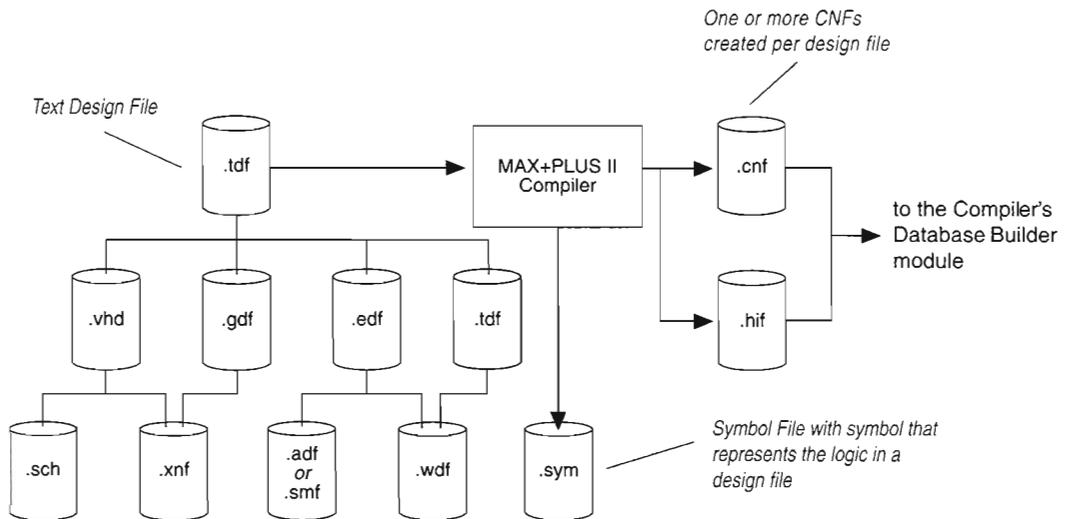 One or more CNFs
created per design file
Text Design File
.tdf
MAX+PLUS II
Compiler
.cnf
to the Compiler's
Database Builder
module
.vhd
.gdf
.edf
.tdf
.hif
.sch
.xnf
.adf
or
.smf
.wdf
.sym
Symbol File with symbol that
represents the logic in a
design file